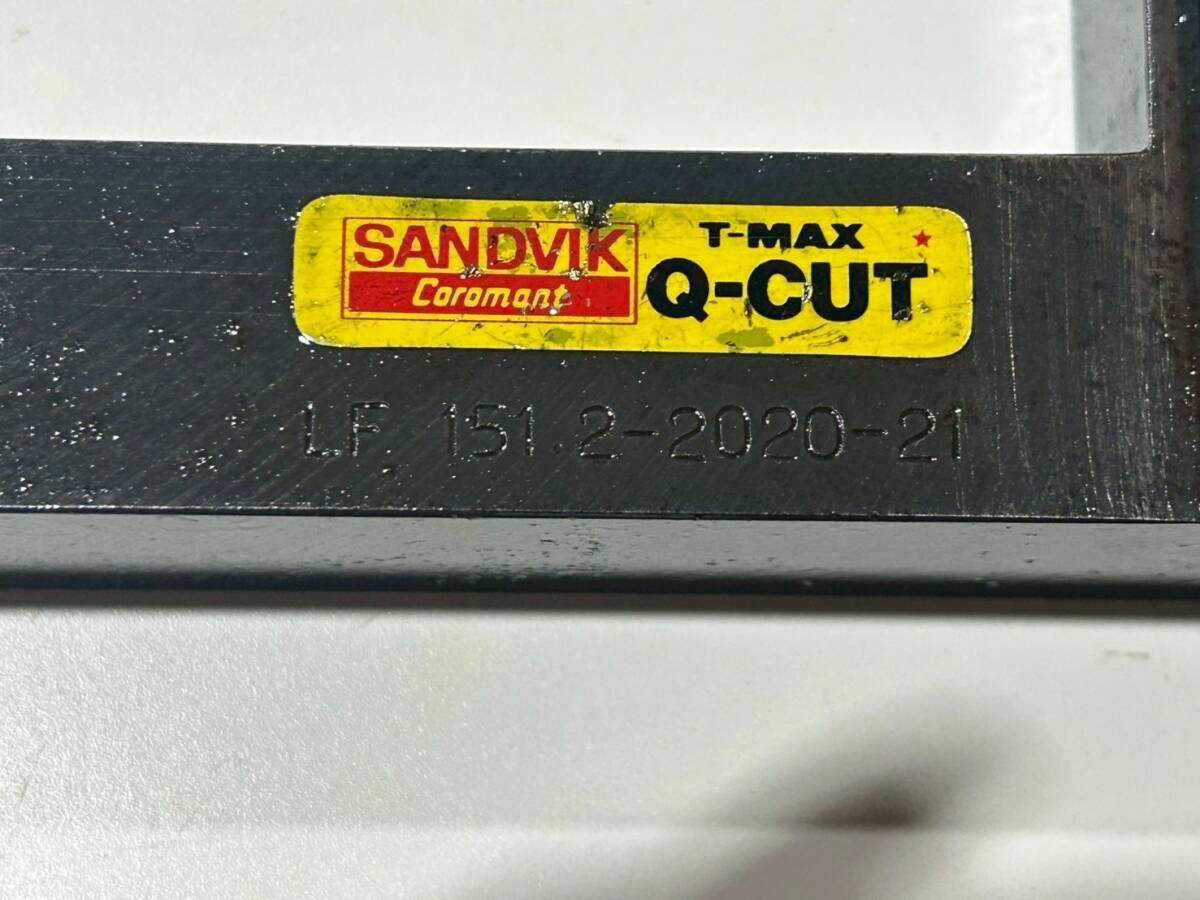 SANDVIK
Coromant
T-MAX
Q-CUT
LF, 151.2-2020-21